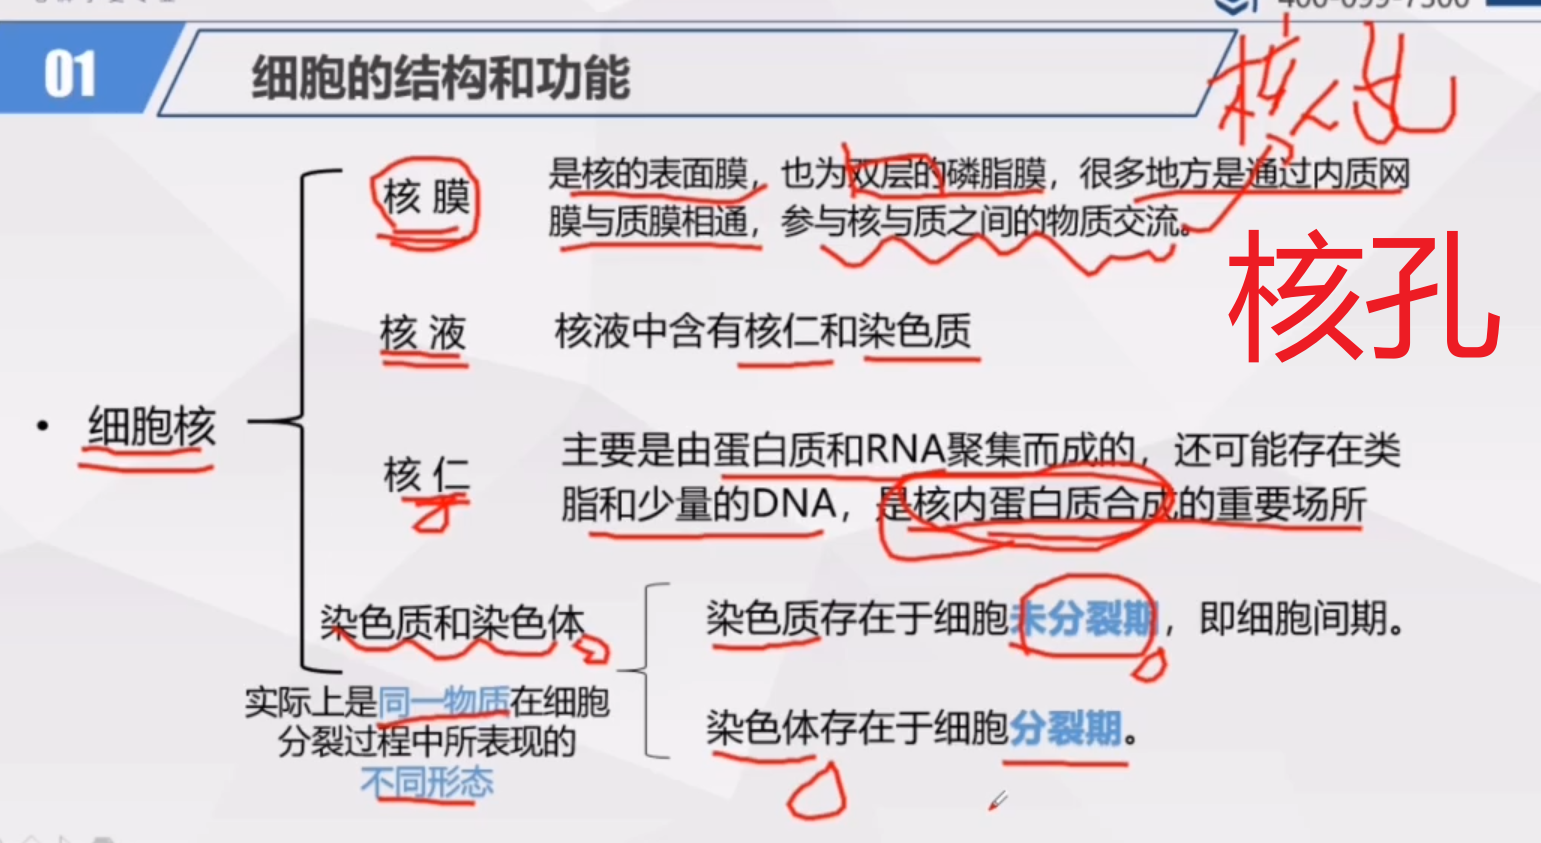 01
细胞的结构和功能
核孔
核膜
是核的表面膜，也为双层的磷脂膜，很多地方是通过内质网
膜与质膜相通，参与核与质之间的物质交流。
核孔
核液
核液中含有核仁和染色质
• 细胞核
核仁
主要是由蛋白质和RNA聚集而成的，还可能存在类
脂和少量的DNA，是核内蛋白质合成的重要场所
染色质和染色体
染色质存在于细胞未分裂期，即细胞间期。
实际上是同一物质在细胞
分裂过程中所表现的
不同形态
染色体存在于细胞分裂期。